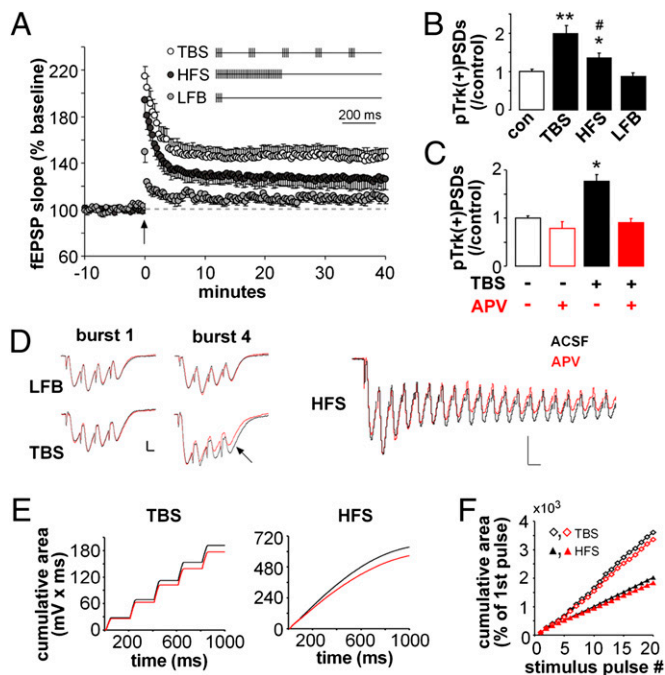 A
TBS
HFS
LFB
200 ms
fEPSP slope (% baseline)
220
180
140
100
60
-10
0
10
20
30
40
minutes
B
pTrk(+)PSDs
(/control)
2
1
0
**
#
*
con
TBS
HFS
LFB
C
pTrk(+)PSDs
(/control)
2
1
0
*
TBS - - + +
APV - + - +
D
burst 1
burst 4
LFB
TBS
HFS
ACSF
APV
E
TBS
cumulative area
(mV x ms)
180
120
60
0
200
600
1000
time (ms)
HFS
720
480
240
0
200
600
1000
time (ms)
F
x10³
cumulative area
(% of 1st pulse)
4
3
2
1
0
, TBS
, HFS
0
5
10
15
20
stimulus pulse #